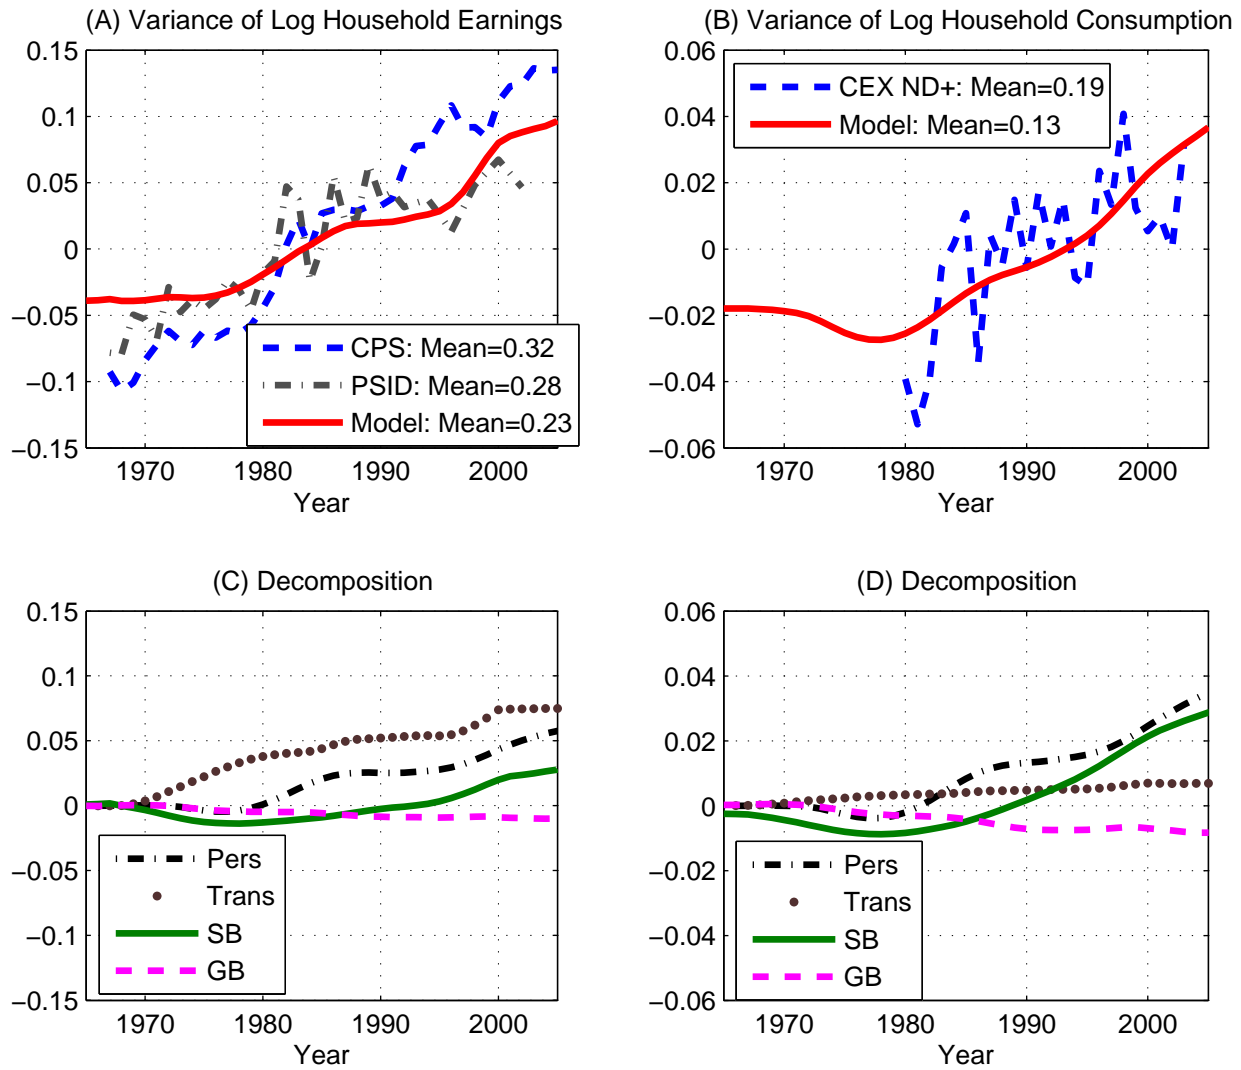 (A) Variance of Log Household Earnings
0.15
0.1
0.05
0
−0.05
−0.1
−0.15
CPS: Mean=0.32
PSID: Mean=0.28
Model: Mean=0.23
1970 1980 1990 2000
Year
(B) Variance of Log Household Consumption
0.06
0.04
0.02
0
−0.02
−0.04
−0.06
CEX ND+: Mean=0.19
Model: Mean=0.13
1970 1980 1990 2000
Year
(C) Decomposition
0.15
0.1
0.05
0
−0.05
−0.1
−0.15
Pers
Trans
SB
GB
1970 1980 1990 2000
Year
(D) Decomposition
0.06
0.04
0.02
0
−0.02
−0.04
−0.06
Pers
Trans
SB
GB
1970 1980 1990 2000
Year